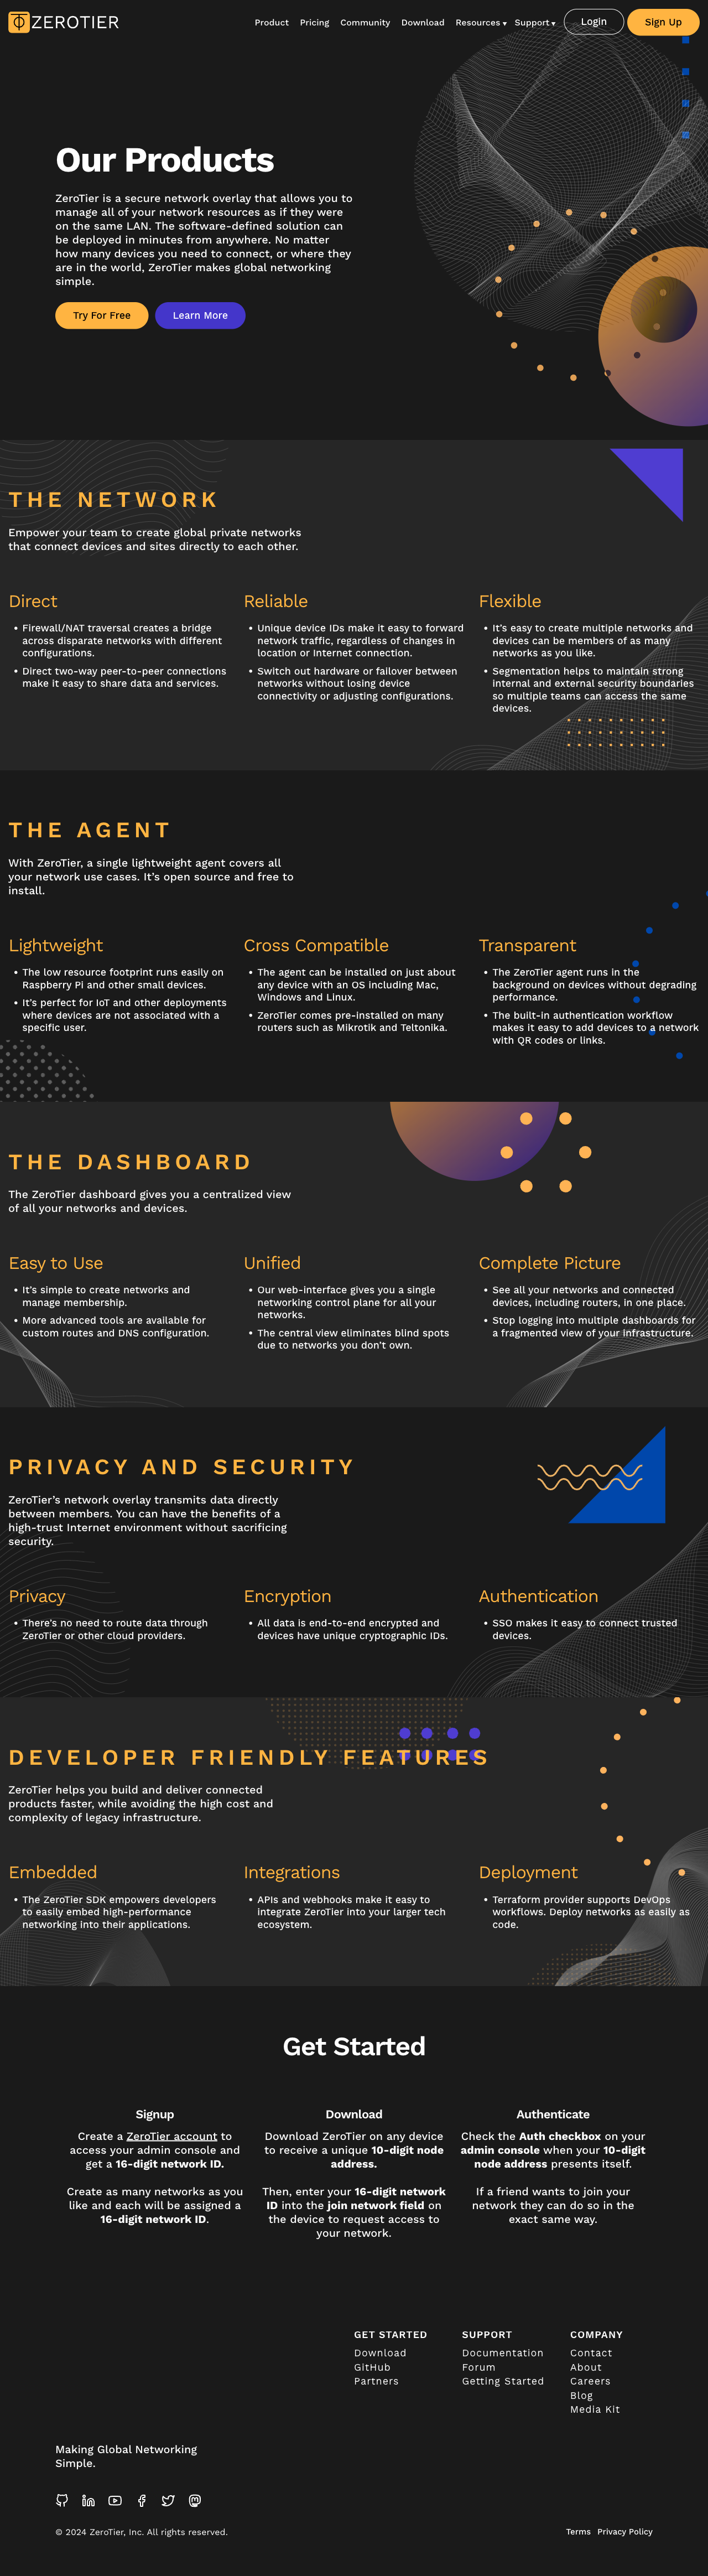 ZEROTIER
Product Pricing Community Download Resources Support Login Sign Up
Our Products
ZeroTier is a secure network overlay that allows you to
manage all of your network resources as if they were
on the same LAN. The software-defined solution can
be deployed in minutes from anywhere. No matter
how many devices you need to connect, or where they
are in the world, ZeroTier makes global networking
simple.
Try For Free Learn More
THE NETWORK
Empower your team to create global private networks
that connect devices and sites directly to each other.
Direct
• Firewall/NAT traversal creates a bridge
across disparate networks with different
configurations.
• Direct two-way peer-to-peer connections
make it easy to share data and services.
Reliable
• Unique device IDs make it easy to forward
network traffic, regardless of changes in
location or Internet connection.
• Switch out hardware or failover between
networks without losing device
connectivity or adjusting configurations.
Flexible
• It’s easy to create multiple networks and
devices can be members of as many
networks as you like.
• Segmentation helps to maintain strong
internal and external security boundaries
so multiple teams can access the same
devices.
THE AGENT
With ZeroTier, a single lightweight agent covers all
your network use cases. It’s open source and free to
install.
Lightweight
• The low resource footprint runs easily on
Raspberry Pi and other small devices.
• It’s perfect for IoT and other deployments
where devices are not associated with a
specific user.
Cross Compatible
• The agent can be installed on just about
any device with an OS including Mac,
Windows and Linux.
• ZeroTier comes pre-installed on many
routers such as Mikrotik and Teltonika.
Transparent
• The ZeroTier agent runs in the
background on devices without degrading
performance.
• The built-in authentication workflow
makes it easy to add devices to a network
with QR codes or links.
THE DASHBOARD
The ZeroTier dashboard gives you a centralized view
of all your networks and devices.
Easy to Use
• It’s simple to create networks and
manage membership.
• More advanced tools are available for
custom routes and DNS configuration.
Unified
• Our web-interface gives you a single
networking control plane for all your
networks.
• The central view eliminates blind spots
due to networks you don’t own.
Complete Picture
• See all your networks and connected
devices, including routers, in one place.
• Stop logging into multiple dashboards for
a fragmented view of your infrastructure.
PRIVACY AND SECURITY
ZeroTier’s network overlay transmits data directly
between members. You can have the benefits of a
high-trust Internet environment without sacrificing
security.
Privacy
• There’s no need to route data through
ZeroTier or other cloud providers.
Encryption
• All data is end-to-end encrypted and
devices have unique cryptographic IDs.
Authentication
• SSO makes it easy to connect trusted
devices.
DEVELOPER FRIENDLY FEATURES
ZeroTier helps you build and deliver connected
products faster, while avoiding the high cost and
complexity of legacy infrastructure.
Embedded
• The ZeroTier SDK empowers developers
to easily embed high-performance
networking into their applications.
Integrations
• APIs and webhooks make it easy to
integrate ZeroTier into your larger tech
ecosystem.
Deployment
• Terraform provider supports DevOps
workflows. Deploy networks as easily as
code.
Get Started
Signup
Create a ZeroTier account to
access your admin console and
get a 16-digit network ID.
Create as many networks as you
like and each will be assigned a
16-digit network ID.
Download
Download ZeroTier on any device
to receive a unique 10-digit node
address.
Then, enter your 16-digit network
ID into the join network field on
the device to request access to
your network.
Authenticate
Check the Auth checkbox on your
admin console when your 10-digit
node address presents itself.
If a friend wants to join your
network they can do so in the
exact same way.
GET STARTED
Download
GitHub
Partners
SUPPORT
Documentation
Forum
Getting Started
COMPANY
Contact
About
Careers
Blog
Media Kit
Making Global Networking
Simple.
© 2024 ZeroTier, Inc. All rights reserved.
Terms Privacy Policy